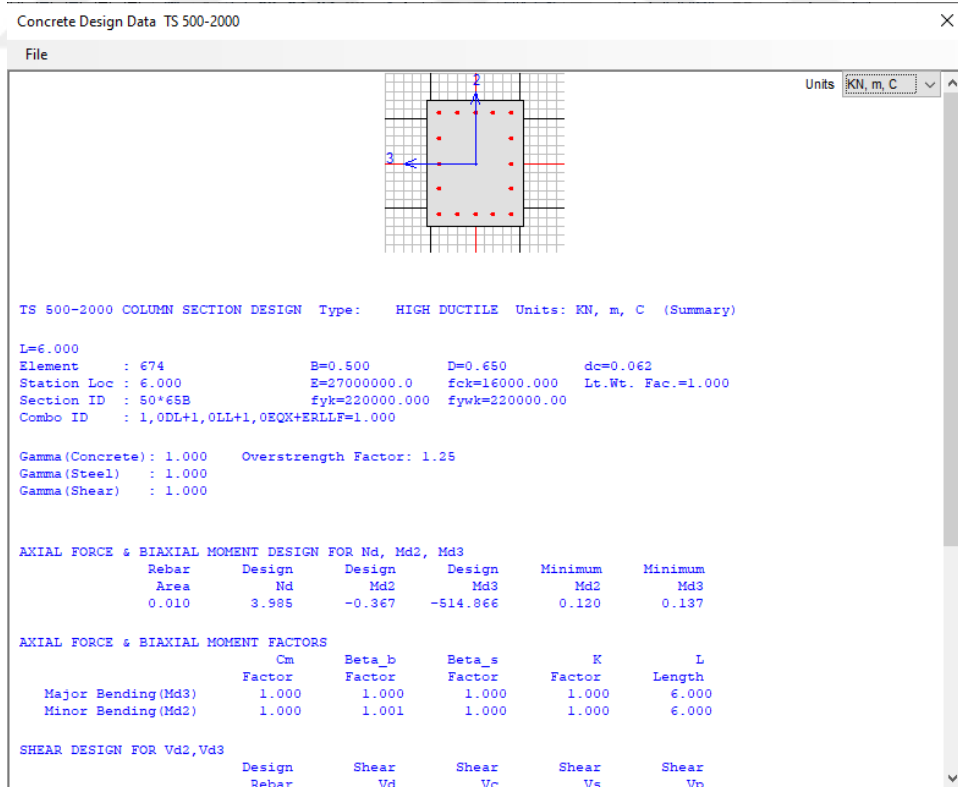 Concrete Design Data TS 500-2000
File
Units KN, m, C
2
3
TS 500-2000 COLUMN SECTION DESIGN Type: HIGH DUCTILE Units: KN, m, C (Summary)
L=6.000
Element : 674 B=0.500 D=0.650 dc=0.062
Station Loc : 6.000 E=27000000.0 fck=16000.000 Lt.Wt. Fac.=1.000
Section ID : 50*65B fyk=220000.000 fywk=220000.00
Combo ID : 1,0DL+1,0LL+1,0EQX+ERLLF=1.000
Gamma(Concrete): 1.000 Overstrength Factor: 1.25
Gamma(Steel) : 1.000
Gamma(Shear) : 1.000
AXIAL FORCE & BIAXIAL MOMENT DESIGN FOR Nd, Md2, Md3
Rebar Design Design Design Minimum Minimum
Area Nd Md2 Md3 Md2 Md3
0.010 3.985 -0.367 -514.866 0.120 0.137
AXIAL FORCE & BIAXIAL MOMENT FACTORS
Cm Beta_b Beta_s K L
Factor Factor Factor Factor Length
Major Bending(Md3) 1.000 1.000 1.000 1.000 6.000
Minor Bending(Md2) 1.000 1.001 1.000 1.000 6.000
SHEAR DESIGN FOR Vd2,Vd3
Design Shear Shear Shear Shear
Rebar Vd Vc Vs Vp